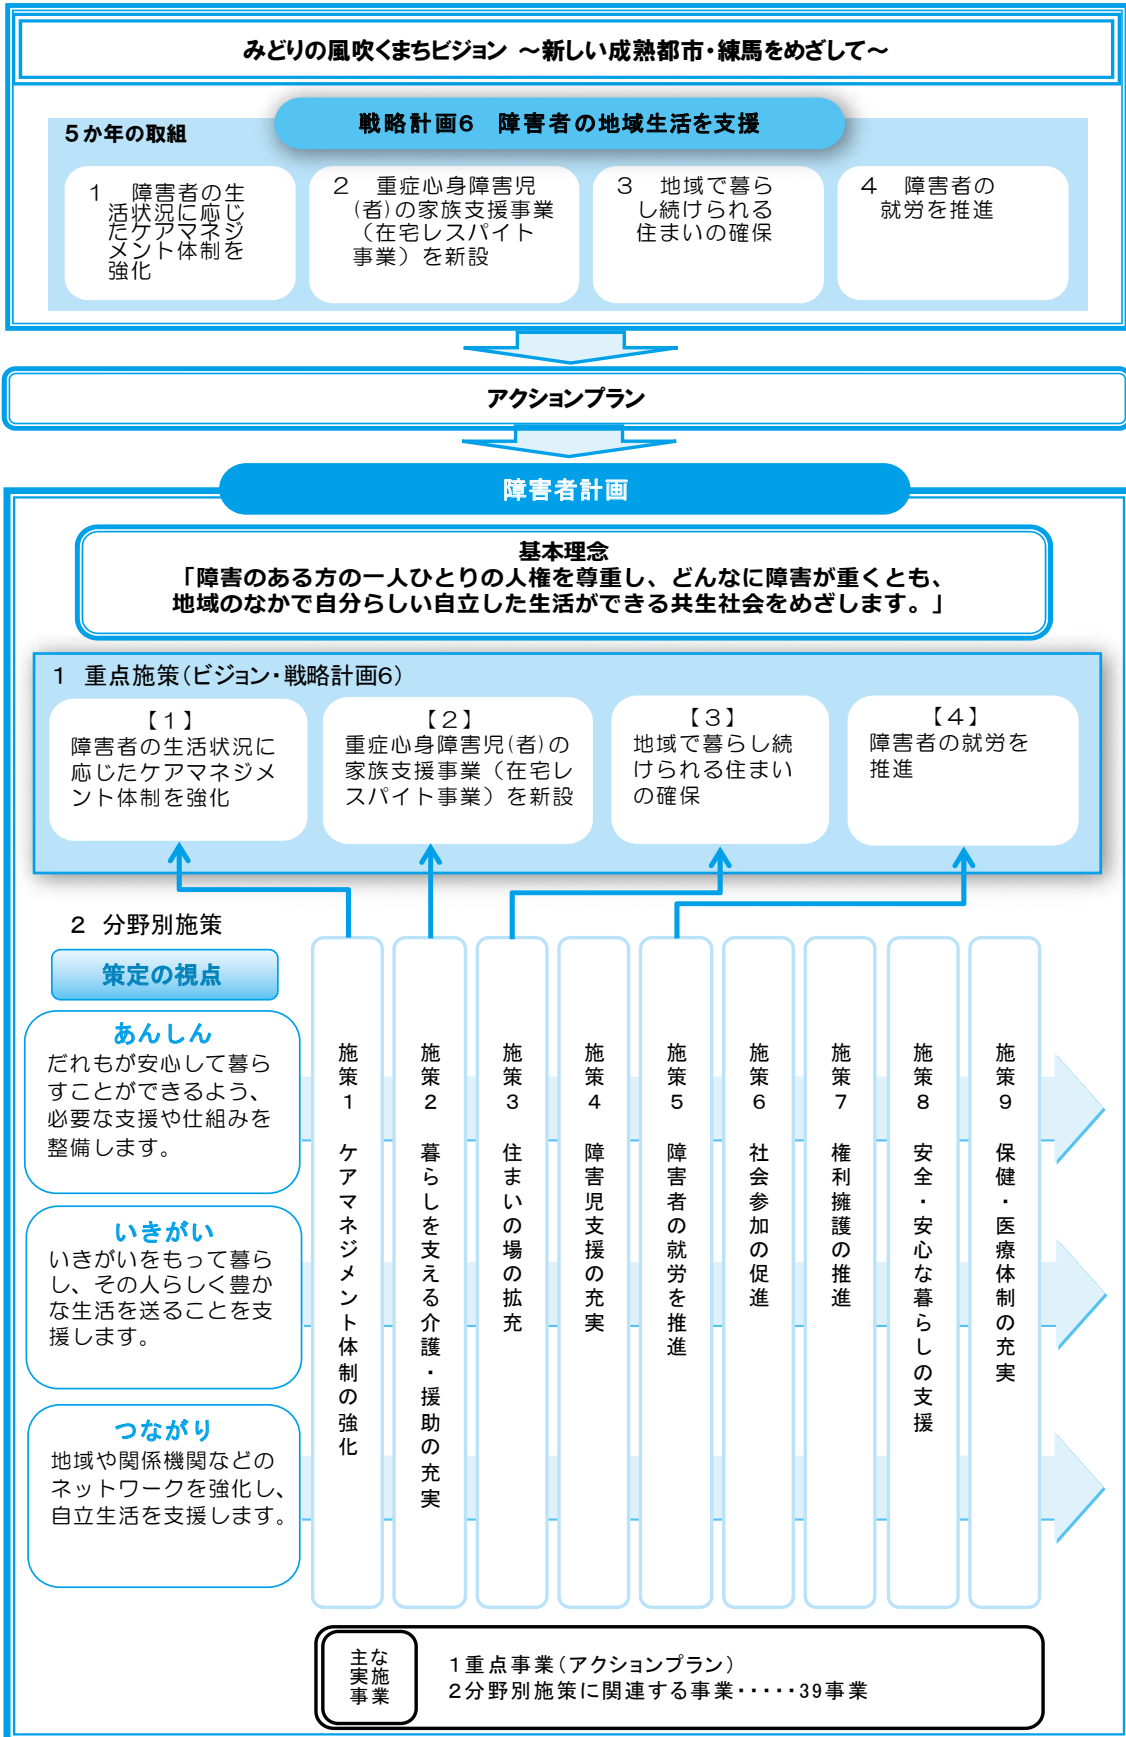 みどりの風吹くまちビジョン ～新しい成熟都市・練馬をめざして～
戦略計画6 障害者の地域生活を支援
5か年の取組
1 障害者の生
活状況に応じ
たケアマネジ
メント体制を
強化
2 重症心身障害児
(者)の家族支援事業
（在宅レスパイト
事業）を新設
3 地域で暮ら
し続けられる
住まいの確保
4 障害者の
就労を推進
アクションプラン
障害者計画
基本理念
「障害のある方の一人ひとりの人権を尊重し、どんなに障害が重くとも、
地域のなかで自分らしい自立した生活ができる共生社会をめざします。」
1 重点施策(ビジョン・戦略計画6)
【1】
障害者の生活状況に
応じたケアマネジメ
ント体制を強化
【2】
重症心身障害児(者)の
家族支援事業（在宅レ
スパイト事業）を新設
【3】
地域で暮らし続
けられる住まい
の確保
【4】
障害者の就労を
推進
2 分野別施策
策定の視点
あんしん
だれもが安心して暮ら
すことができるよう、
必要な支援や仕組みを
整備します。
いきがい
いきがいをもって暮ら
し、その人らしく豊か
な生活を送ることを支
援します。
つながり
地域や関係機関などの
ネットワークを強化し、
自立生活を支援します。
施策1 ケアマネジメント体制の強化
施策2 暮らしを支える介護・援助の充実
施策3 住まいの場の拡充
施策4 障害児支援の充実
施策5 障害者の就労を推進
施策6 社会参加の促進
施策7 権利擁護の推進
施策8 安全・安心な暮らしの支援
施策9 保健・医療体制の充実
主な
実施
事業
1重点事業(アクションプラン)
2分野別施策に関連する事業・・・・・39事業